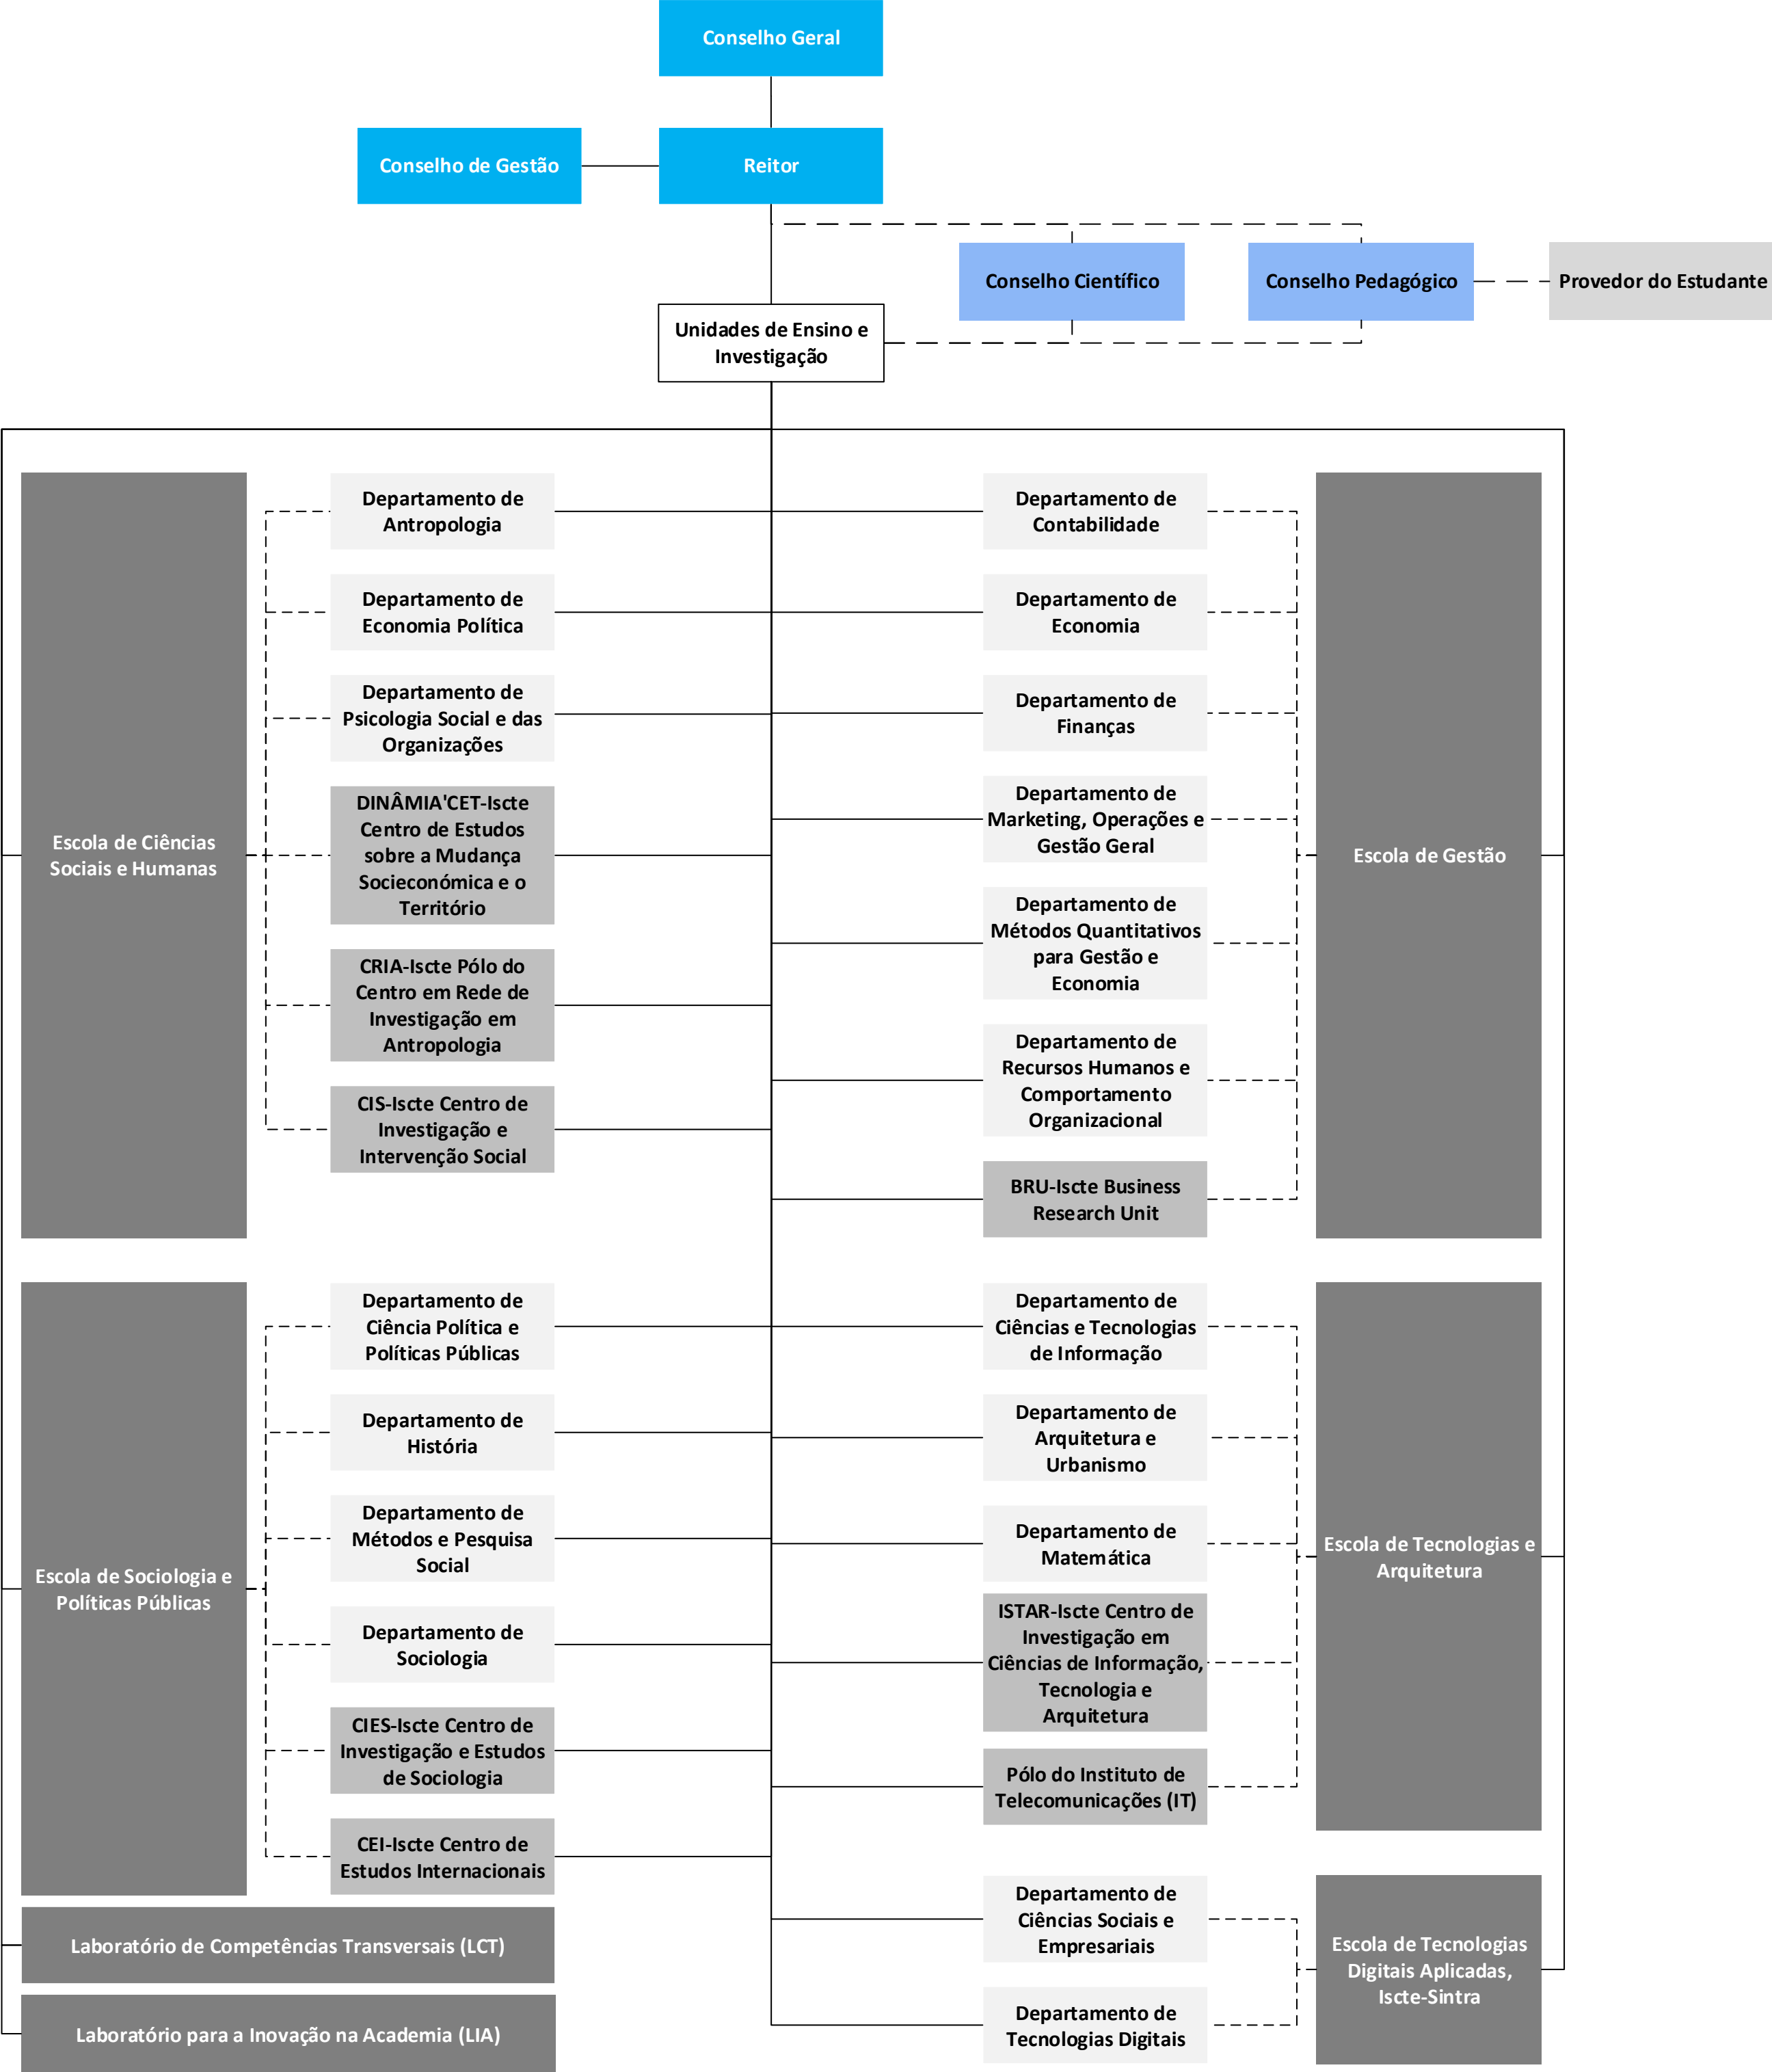 Conselho Geral
Conselho de Gestão
Reitor
Conselho Científico
Conselho Pedagógico
Provedor do Estudante
Unidades de Ensino e
Investigação
Escola de Ciências
Sociais e Humanas
Departamento de
Antropologia
Departamento de
Economia Política
Departamento de
Psicologia Social e das
Organizações
DINÂMIA'CET-Iscte
Centro de Estudos
sobre a Mudança
Socieconómica e o
Território
CRIA-Iscte Pólo do
Centro em Rede de
Investigação em
Antropologia
CIS-Iscte Centro de
Investigação e
Intervenção Social
Departamento de
Contabilidade
Departamento de
Economia
Departamento de
Finanças
Departamento de
Marketing, Operações e
Gestão Geral
Departamento de
Métodos Quantitativos
para Gestão e
Economia
Departamento de
Recursos Humanos e
Comportamento
Organizacional
BRU-Iscte Business
Research Unit
Escola de Gestão
Escola de Sociologia e
Políticas Públicas
Departamento de
Ciência Política e
Políticas Públicas
Departamento de
História
Departamento de
Métodos e Pesquisa
Social
Departamento de
Sociologia
CIES-Iscte Centro de
Investigação e Estudos
de Sociologia
CEI-Iscte Centro de
Estudos Internacionais
Departamento de
Ciências e Tecnologias
de Informação
Departamento de
Arquitetura e
Urbanismo
Departamento de
Matemática
ISTAR-Iscte Centro de
Investigação em
Ciências de Informação,
Tecnologia e
Arquitetura
Pólo do Instituto de
Telecomunicações (IT)
Escola de Tecnologias e
Arquitetura
Laboratório de Competências Transversais (LCT)
Laboratório para a Inovação na Academia (LIA)
Departamento de
Ciências Sociais e
Empresariais
Departamento de
Tecnologias Digitais
Escola de Tecnologias
Digitais Aplicadas,
Iscte-Sintra